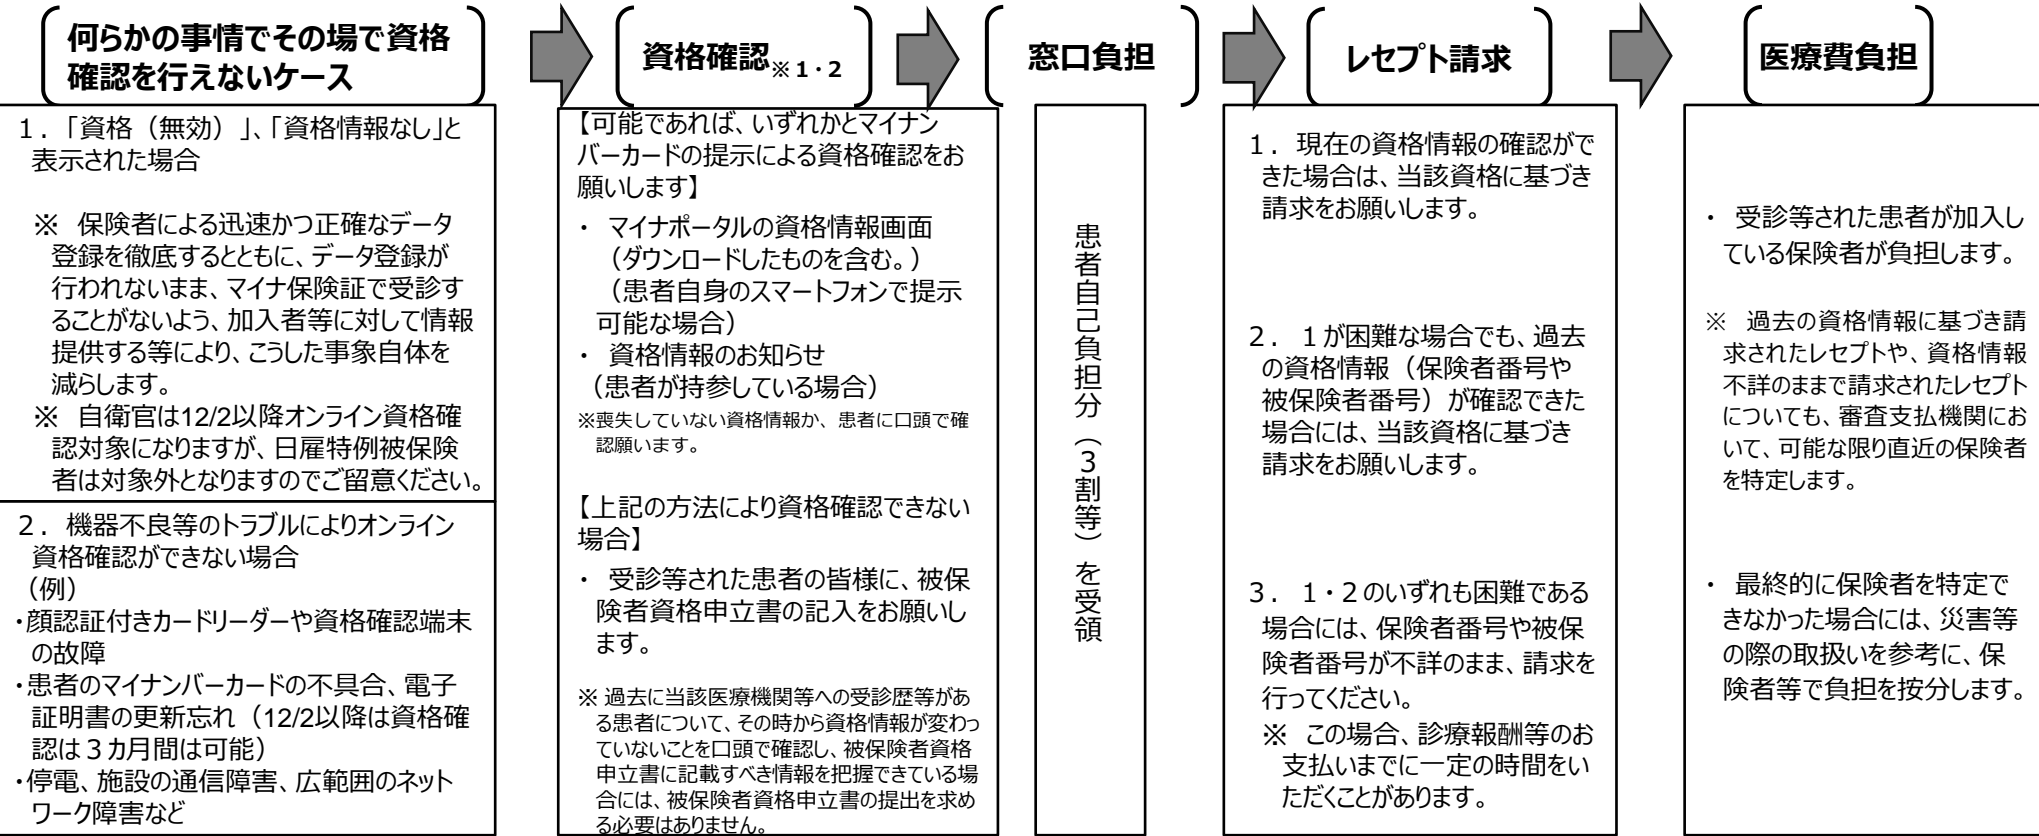 何らかの事情でその場で資格
確認を行えないケース
資格確認※1・2
窓口負担
レセプト請求
医療費負担
1.「資格（無効）」、「資格情報なし」と
表示された場合
※ 保険者による迅速かつ正確なデータ
登録を徹底するとともに、データ登録が
行われないまま、マイナ保険証で受診す
ることがないよう、加入者等に対して情報
提供する等により、こうした事象自体を
減らします。
※ 自衛官は12/2以降オンライン資格確
認対象になりますが、日雇特例被保険
者は対象外となりますのでご留意ください。
2．機器不良等のトラブルによりオンライン
資格確認ができない場合
（例）
・顔認証付きカードリーダーや資格確認端末
の故障
・患者のマイナンバーカードの不具合、電子
証明書の更新忘れ（12/2以降は資格確
認は３カ月間は可能）
・停電、施設の通信障害、広範囲のネット
ワーク障害など
【可能であれば、いずれかとマイナン
バーカードの提示による資格確認をお
願いします】
・ マイナポータルの資格情報画面
（ダウンロードしたものを含む。）
（患者自身のスマートフォンで提示
可能な場合）
・ 資格情報のお知らせ
（患者が持参している場合）
※喪失していない資格情報か、患者に口頭で確
認願います。
【上記の方法により資格確認できない
場合】
・ 受診等された患者の皆様に、被保
険者資格申立書の記入をお願いし
ます。
※ 過去に当該医療機関等への受診歴等があ
る患者について、その時から資格情報が変わっ
ていないことを口頭で確認し、被保険者資格
申立書に記載すべき情報を把握できている場
合には、被保険者資格申立書の提出を求め
る必要はありません。
患者自己負担分（３割等）を受領
1．現在の資格情報の確認がで
きた場合は、当該資格に基づき
請求をお願いします。
2．１が困難な場合でも、過去
の資格情報（保険者番号や
被保険者番号）が確認できた
場合には、当該資格に基づき
請求をお願いします。
3．1・2のいずれも困難である
場合には、保険者番号や被保
険者番号が不詳のまま、請求を
行ってください。
※ この場合、診療報酬等のお
支払いまでに一定の時間をい
ただくことがあります。
・ 受診等された患者が加入し
ている保険者が負担します。
※ 過去の資格情報に基づき請
求されたレセプトや、資格情報
不詳のままで請求されたレセプト
についても、審査支払機関にお
いて、可能な限り直近の保険者
を特定します。
・ 最終的に保険者を特定で
きなかった場合には、災害等
の際の取扱いを参考に、保
険者等で負担を按分します。